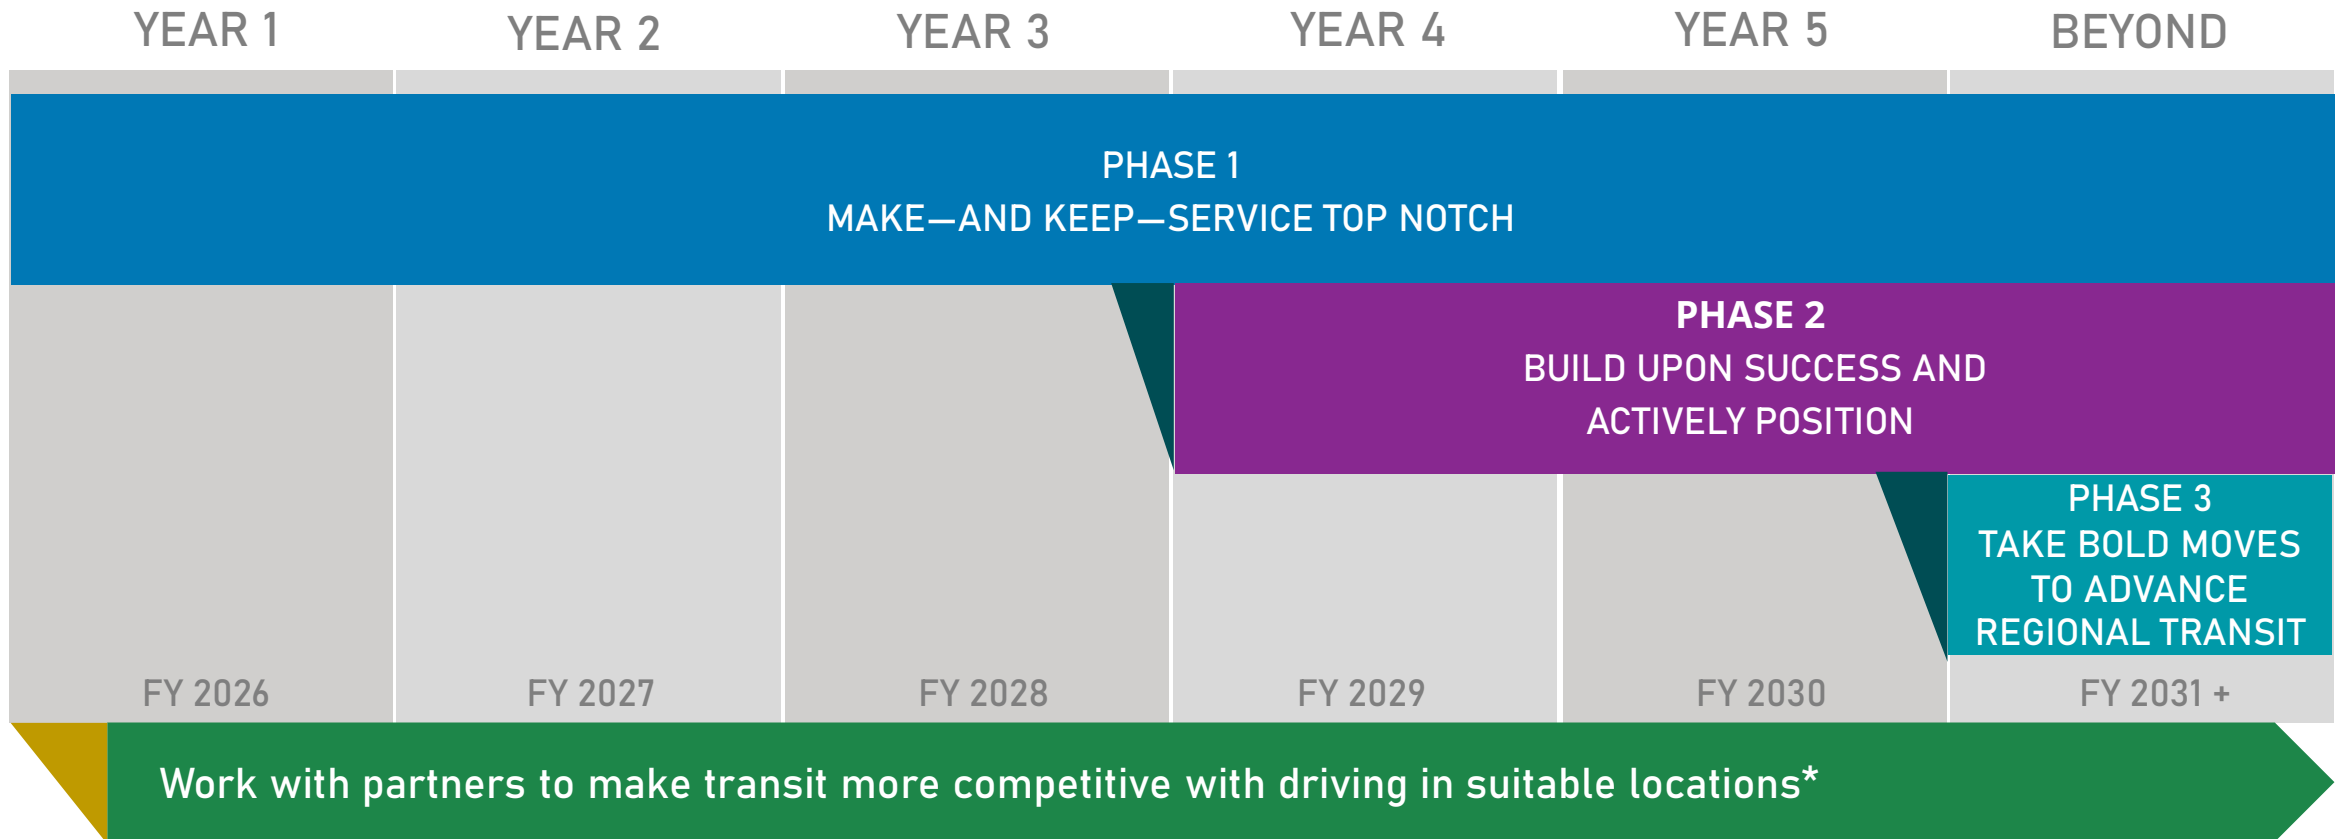 YEAR 1
YEAR 2
YEAR 3
YEAR 4
YEAR 5
BEYOND
PHASE 1
MAKE—AND KEEP—SERVICE TOP NOTCH
PHASE 2
BUILD UPON SUCCESS AND
ACTIVELY POSITION
PHASE 3
TAKE BOLD MOVES
TO ADVANCE
REGIONAL TRANSIT
FY 2026
FY 2027
FY 2028
FY 2029
FY 2030
FY 2031 +
Work with partners to make transit more competitive with driving in suitable locations*